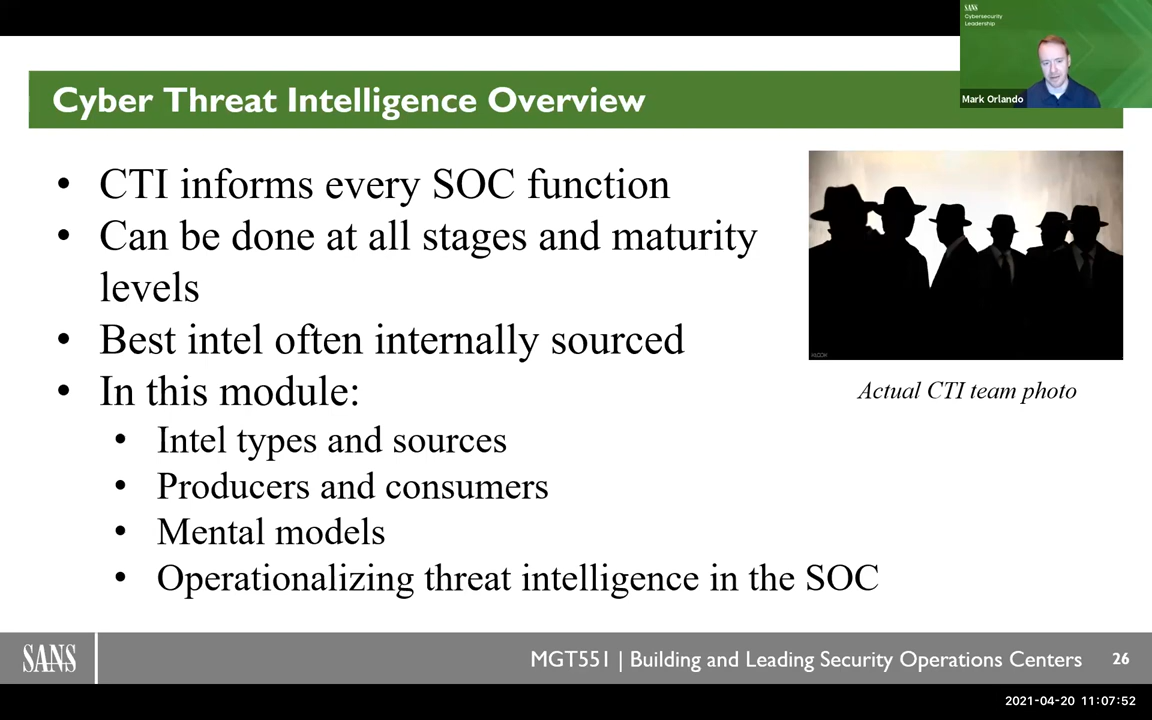 SANS
Cybersecurity
Leadership
Mark Orlando
Cyber Threat Intelligence Overview
• CTI informs every SOC function
• Can be done at all stages and maturity
levels
• Best intel often internally sourced
• In this module:
• Intel types and sources
• Producers and consumers
• Mental models
• Operationalizing threat intelligence in the SOC
Actual CTI team photo
SANS
MGT551 | Building and Leading Security Operations Centers
26
2021-04-20 11:07:52